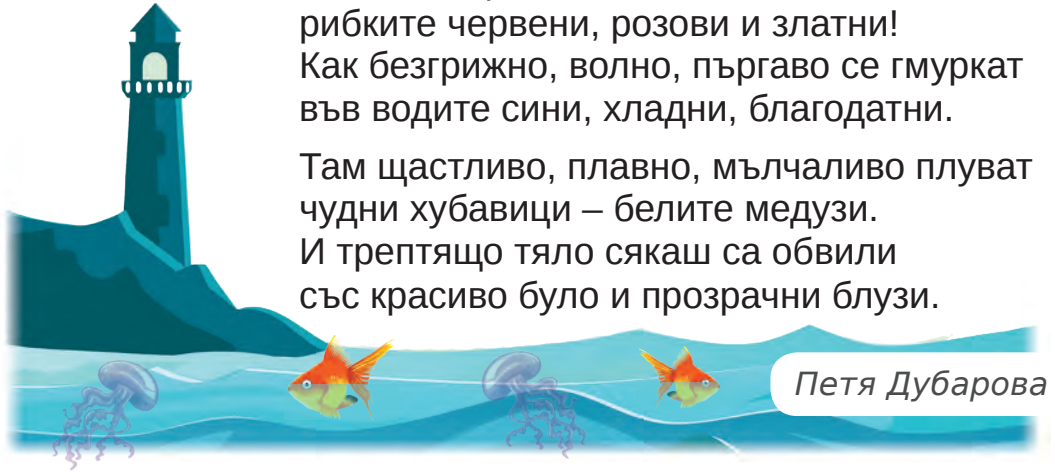 рибките червени, розови и златни!
Как безгрижно, волно, пъргаво се гмуркат
във водите сини, хладни, благодатни.
Там щастливо, плавно, мълчаливо плуват
чудни хубавици – белите медузи.
И трептящо тяло сякаш са обвили
със красиво було и прозрачни блузи.
Петя Дубарова